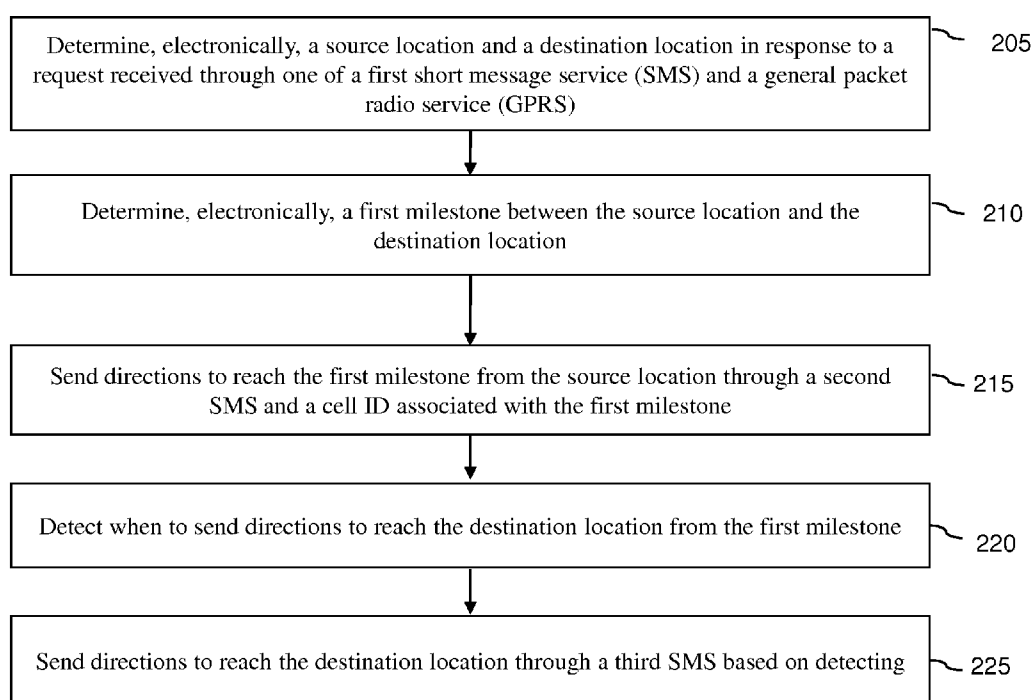 Determine, electronically, a source location and a destination location in response to a
request received through one of a first short message service (SMS) and a general packet
radio service (GPRS)
205
Determine, electronically, a first milestone between the source location and the
destination location
210
Send directions to reach the first milestone from the source location through a second
SMS and a cell ID associated with the first milestone
215
Detect when to send directions to reach the destination location from the first milestone
220
Send directions to reach the destination location through a third SMS based on detecting
225